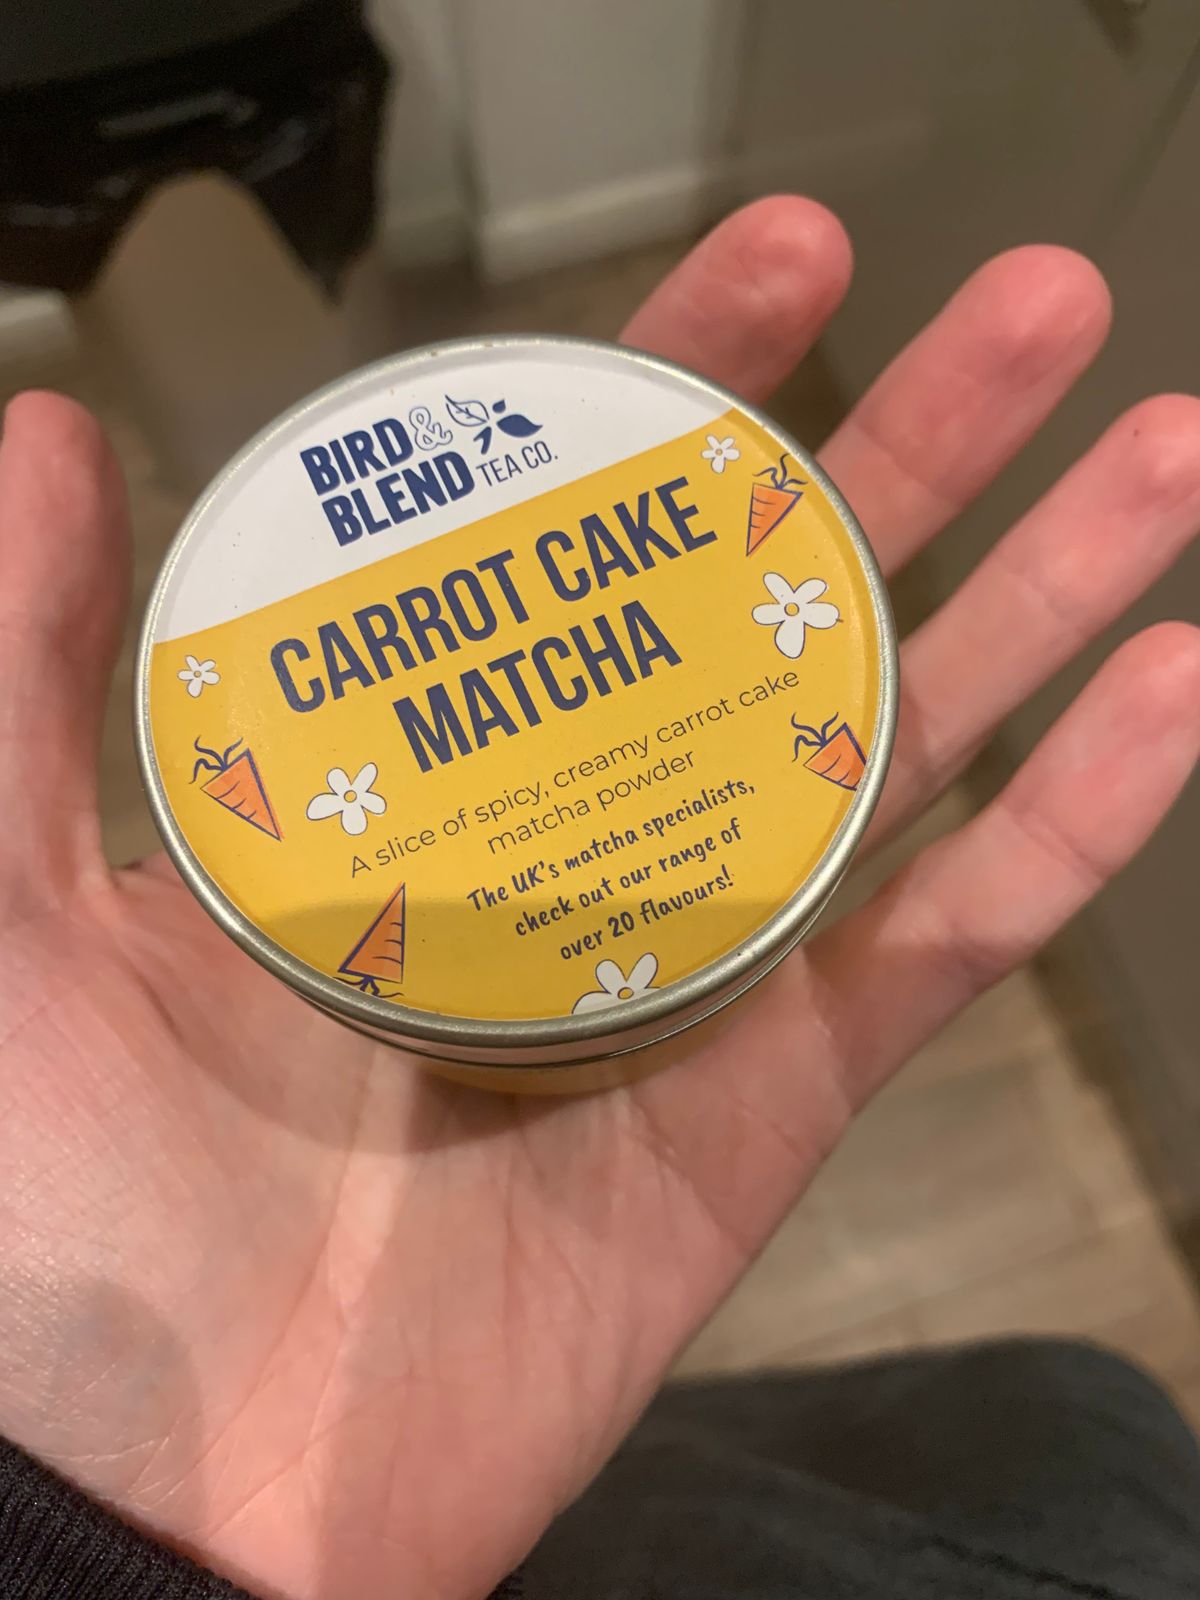 BIRD &
BLEND TEA CO.
CARROT CAKE
MATCHA
A slice of spicy, creamy carrot cake
matcha powder
The UK's matcha specialists,
check out our range of
over 20 flavours!